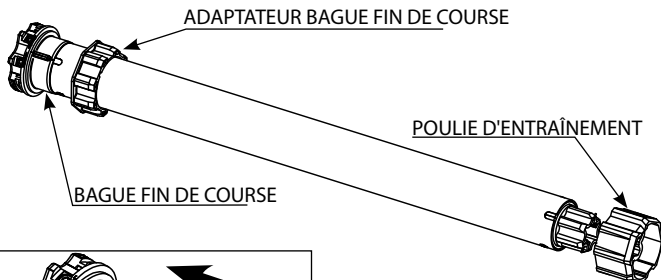 ADAPTATEUR BAGUE FIN DE COURSE
POULIE D'ENTRAÎNEMENT
BAGUE FIN DE COURSE